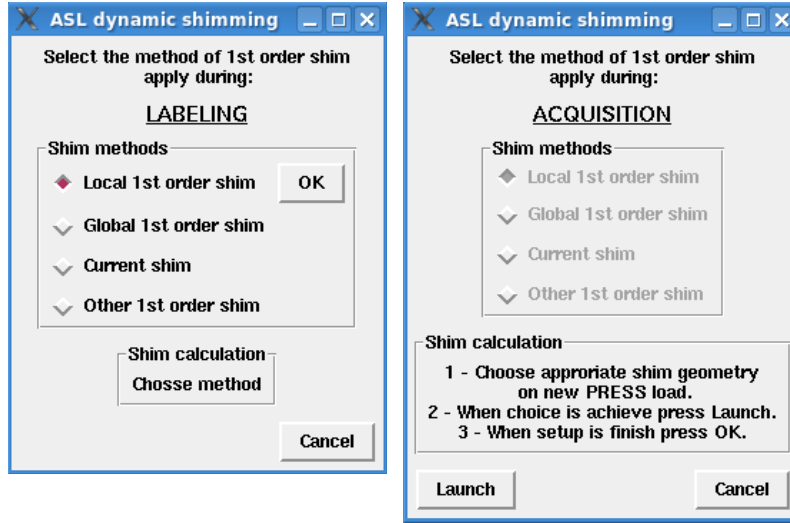 ASL dynamic shimming
Select the method of 1st order shim
apply during:
LABELING
Shim methods
Local 1st order shim
OK
Global 1st order shim
Current shim
Other 1st order shim
Shim calculation
Chosse method
Cancel
ASL dynamic shimming
Select the method of 1st order shim
apply during:
ACQUISITION
Shim methods
Local 1st order shim
Global 1st order shim
Current shim
Other 1st order shim
Shim calculation
1 - Choose approriate shim geometry
on new PRESS load.
2 - When choice is achieve press Launch.
3 - When setup is finish press OK.
Launch
Cancel